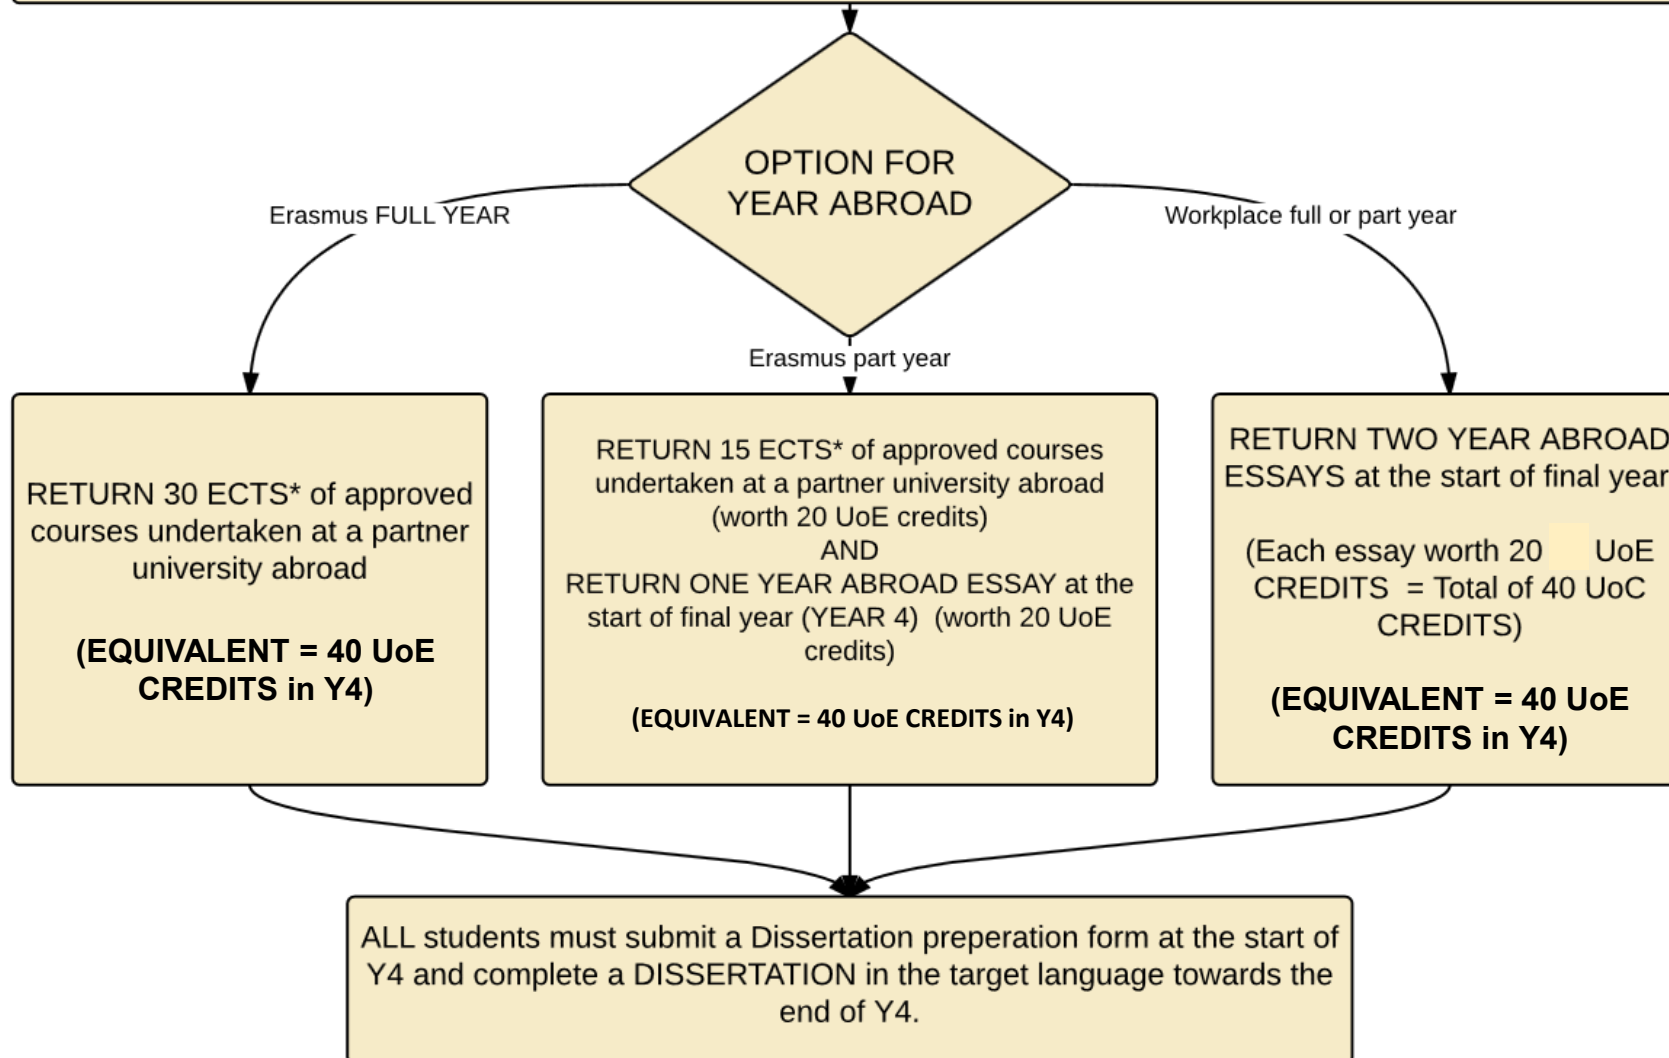 OPTION FOR
YEAR ABROAD
Erasmus FULL YEAR
Workplace full or part year
Erasmus part year
RETURN 30 ECTS* of approved
courses undertaken at a partner
university abroad
(EQUIVALENT = 40 UoE
CREDITS in Y4)
RETURN 15 ECTS* of approved courses
undertaken at a partner university abroad
(worth 20 UoE credits)
AND
RETURN ONE YEAR ABROAD ESSAY at the
start of final year (YEAR 4) (worth 20 UoE
credits)
(EQUIVALENT = 40 UoE CREDITS in Y4)
RETURN TWO YEAR ABROAD
ESSAYS at the start of final year
(Each essay worth 20 UoE
CREDITS = Total of 40 UoC
CREDITS)
(EQUIVALENT = 40 UoE
CREDITS in Y4)
ALL students must submit a Dissertation preperation form at the start of
Y4 and complete a DISSERTATION in the target language towards the
end of Y4.